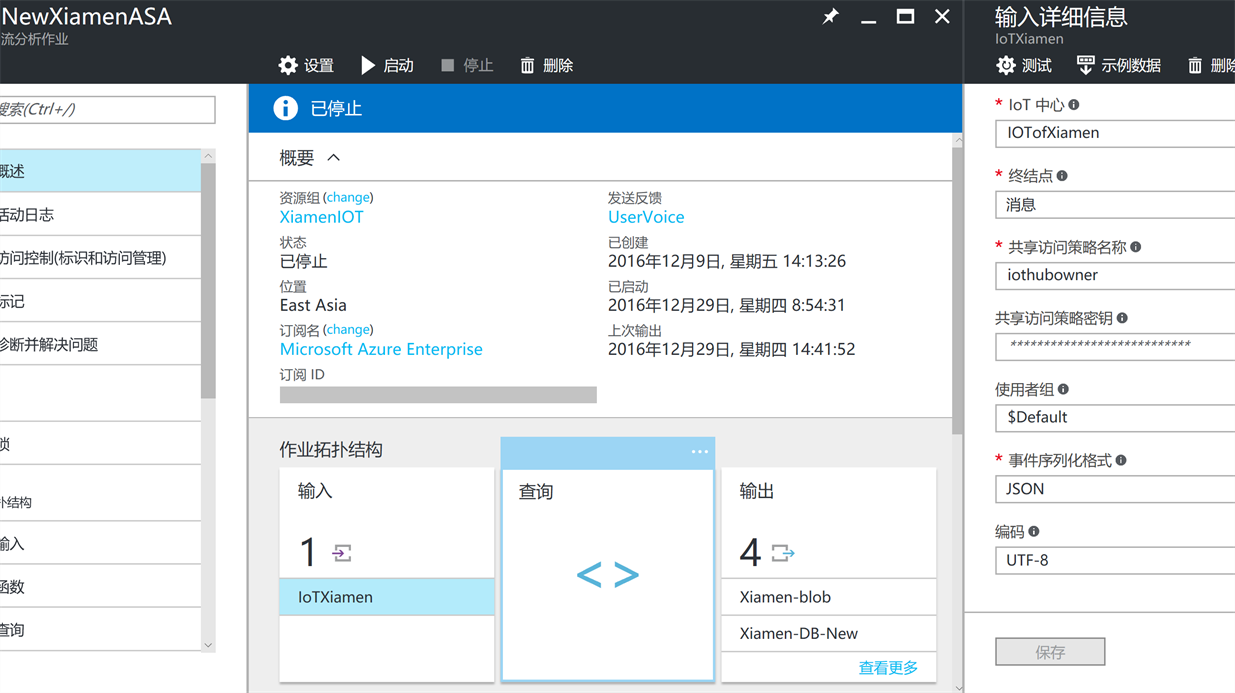 NewXiamenASA
流分析作业
设置
启动
停止
删除
搜索(Ctrl+/)
概述
活动日志
访问控制(标识和访问管理)
标记
诊断并解决问题
锁
扑结构
输入
函数
查询
已停止
概要
资源组 (change)
XiamenIOT
状态
已停止
位置
East Asia
订阅名 (change)
Microsoft Azure Enterprise
订阅 ID
发送反馈
UserVoice
已创建
2016年12月9日, 星期五 14:13:26
已启动
2016年12月29日, 星期四 8:54:31
上次输出
2016年12月29日, 星期四 14:41:52
作业拓扑结构
输入
1
IoTXiamen
查询
< >
输出
4
Xiamen-blob
Xiamen-DB-New
查看更多
输入详细信息
IoTXiamen
测试
示例数据
删除
* IoT 中心
IOTofXiamen
* 终结点
消息
* 共享访问策略名称
iothubowner
共享访问策略密钥
****************************
使用者组
$Default
* 事件序列化格式
JSON
编码
UTF-8
保存